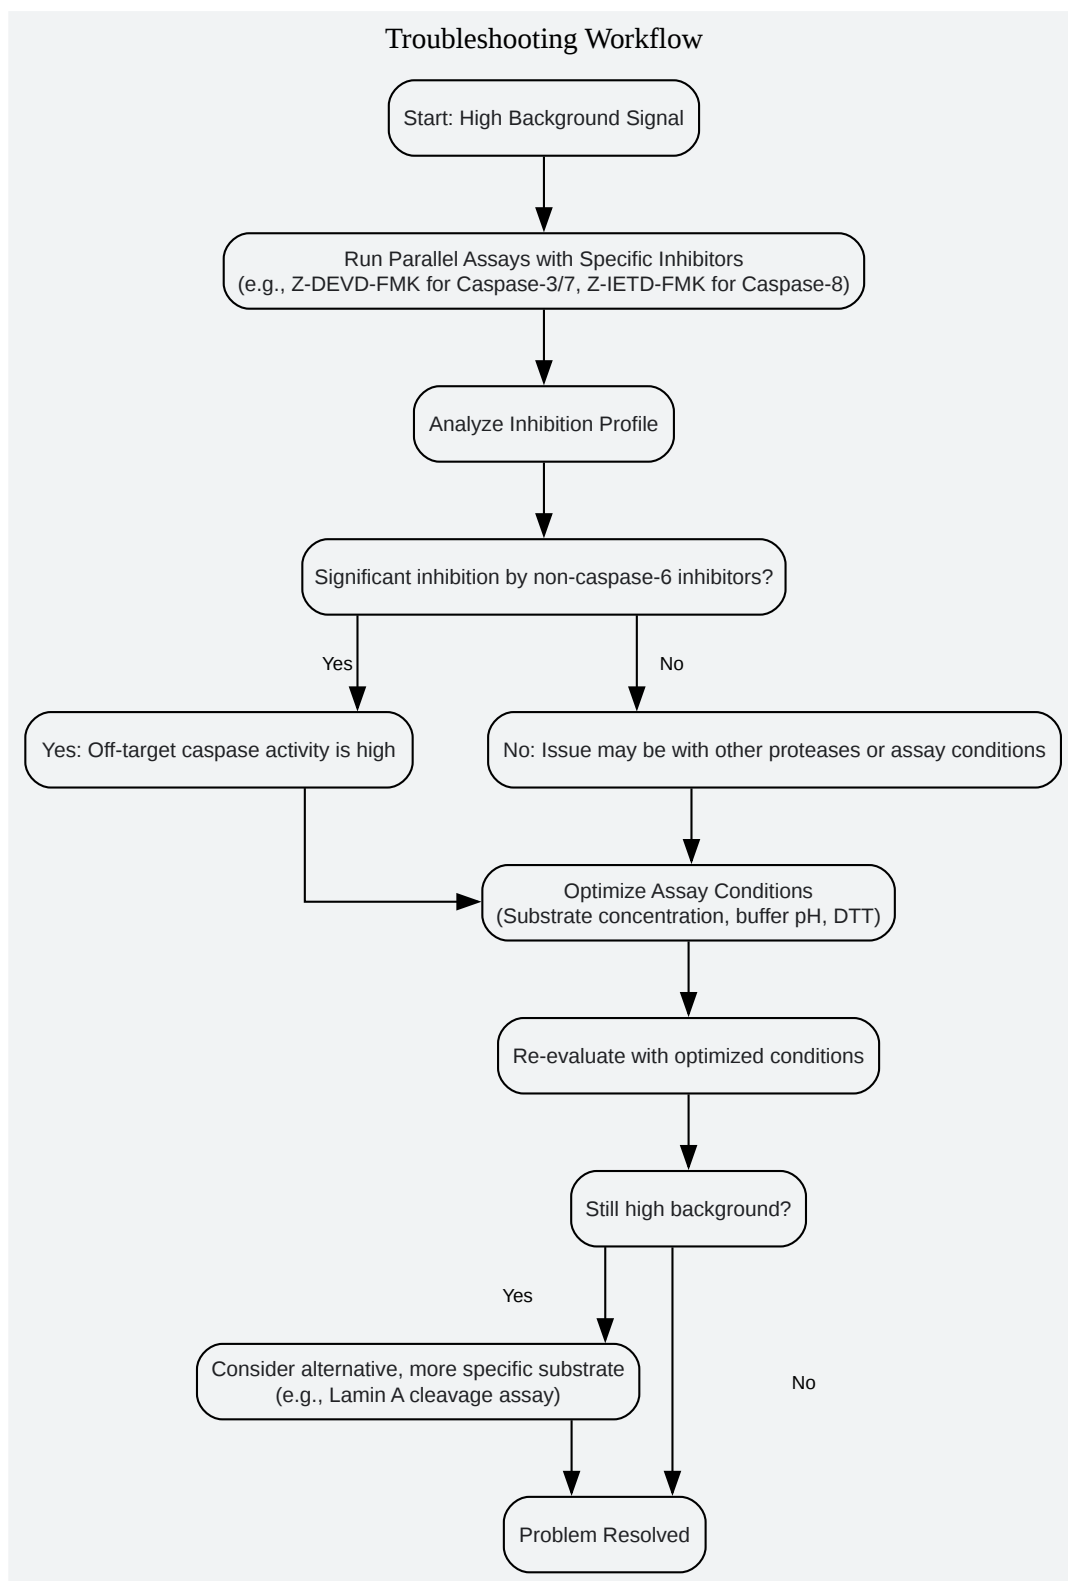 Troubleshooting Workflow
Start: High Background Signal
Run Parallel Assays with Specific Inhibitors
(e.g., Z-DEVD-FMK for Caspase-3/7, Z-IETD-FMK for Caspase-8)
Analyze Inhibition Profile
Significant inhibition by non-caspase-6 inhibitors?
Yes
No
Yes: Off-target caspase activity is high
No: Issue may be with other proteases or assay conditions
Optimize Assay Conditions
(Substrate concentration, buffer pH, DTT)
Re-evaluate with optimized conditions
Still high background?
Yes
Consider alternative, more specific substrate
(e.g., Lamin A cleavage assay)
No
Problem Resolved